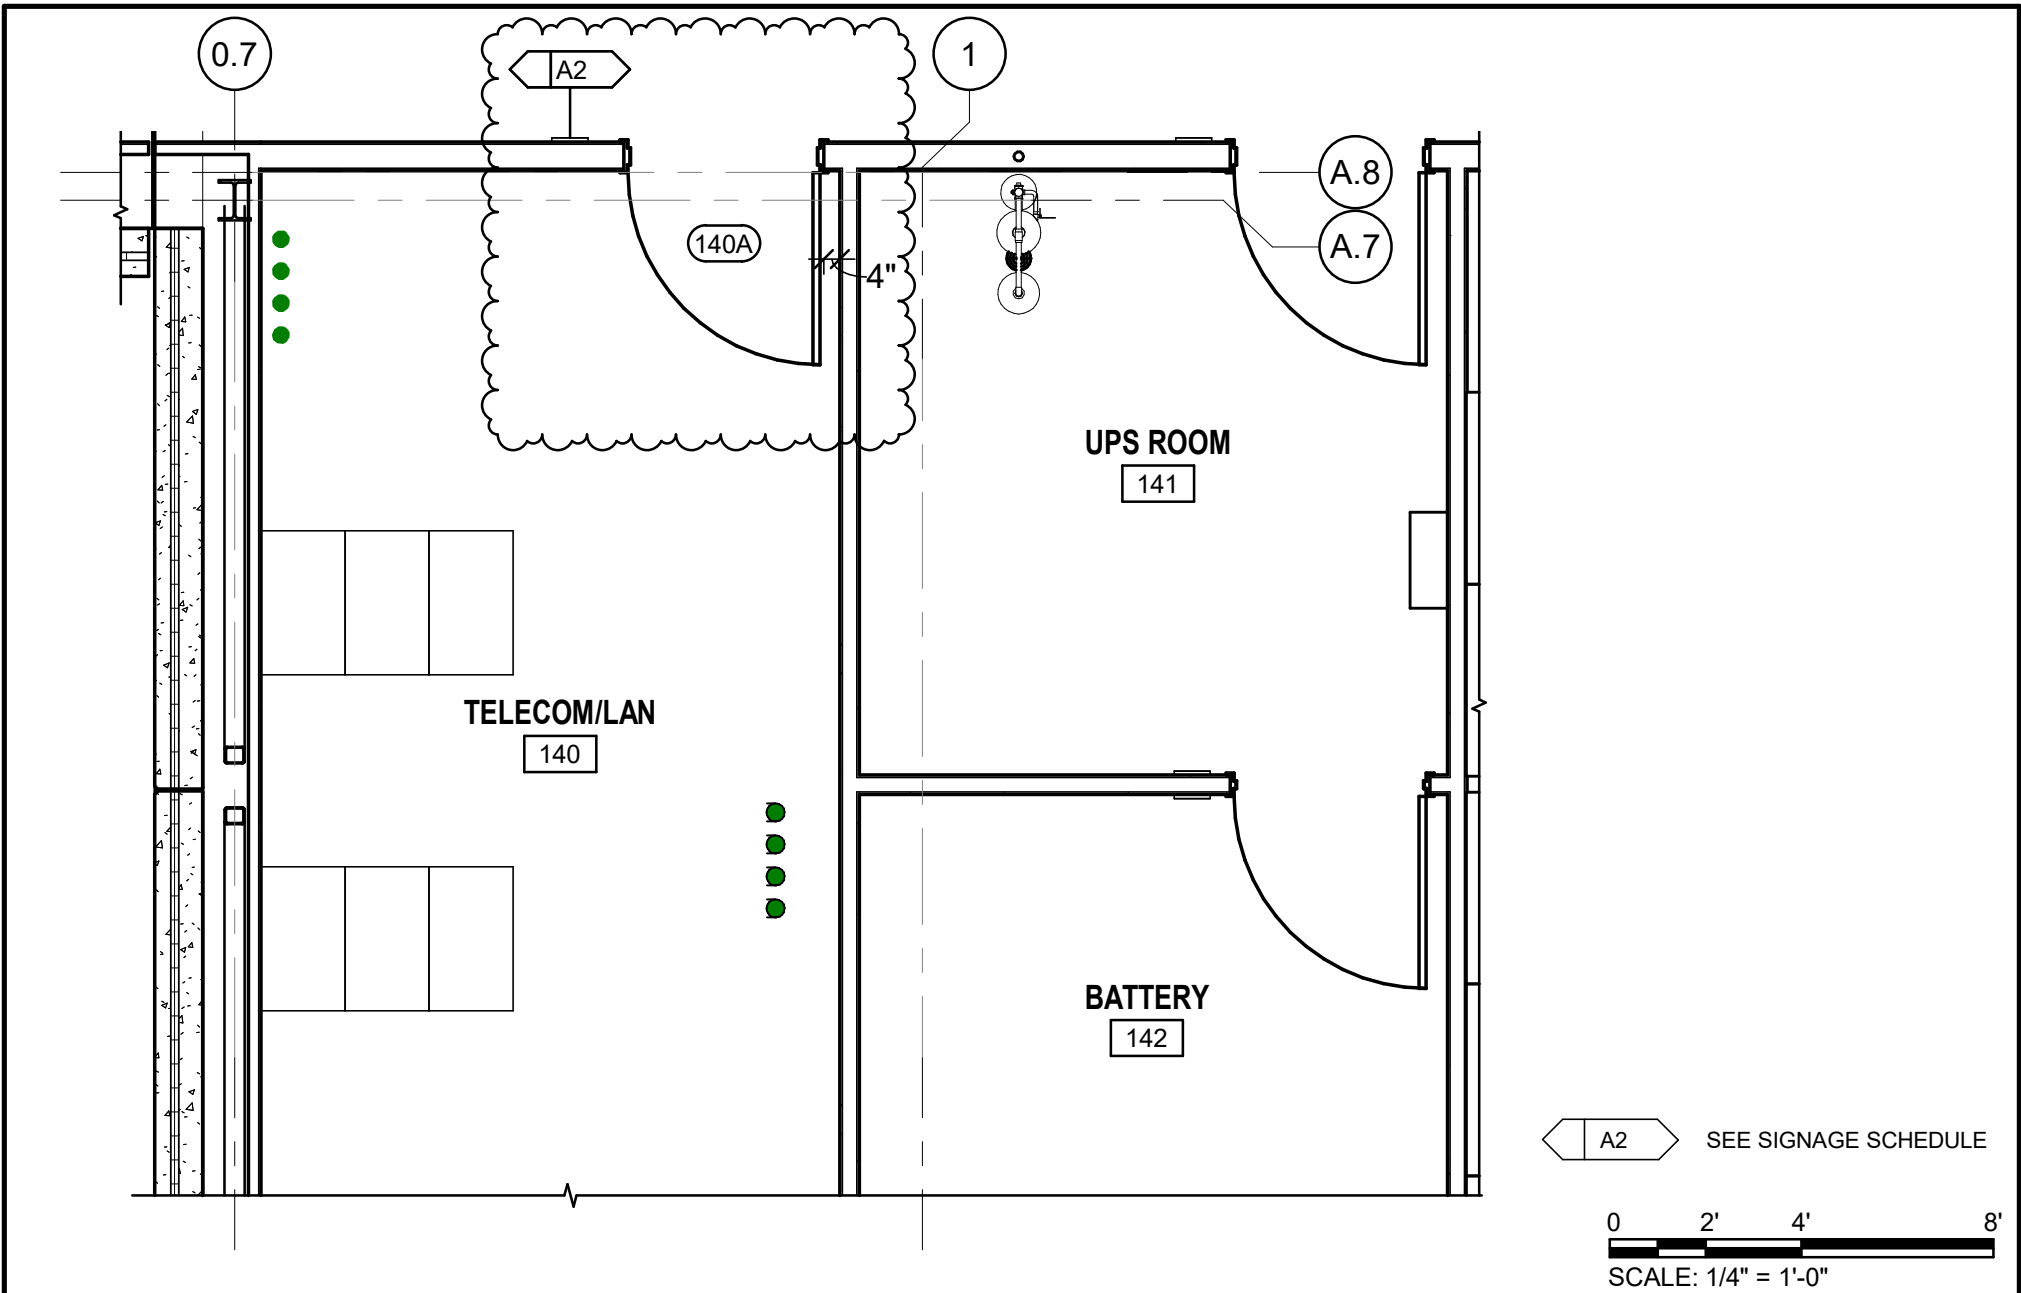 0.7
A2
1
A.8
140A
A.7
4"
UPS ROOM
141
TELECOM/LAN
140
BATTERY
142
A2 SEE SIGNAGE SCHEDULE
0 2' 4' 8'
SCALE: 1/4" = 1'-0"